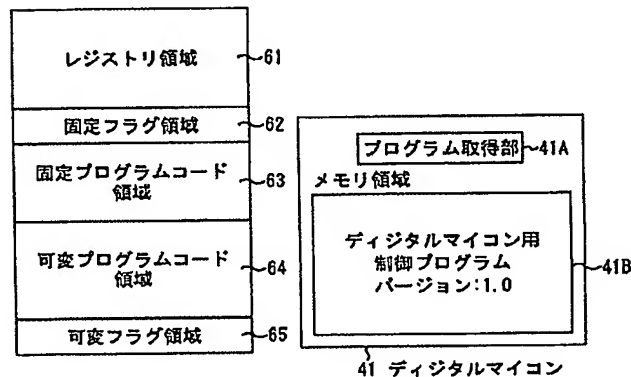 レジストリ領域
61
固定フラグ領域
62
固定プログラムコード
領域
63
可変プログラムコード
領域
64
可変フラグ領域
65
プログラム取得部
41A
メモリ領域
ディジタルマイコン用
制御プログラム
バージョン:1.0
41B
41 ディジタルマイコン